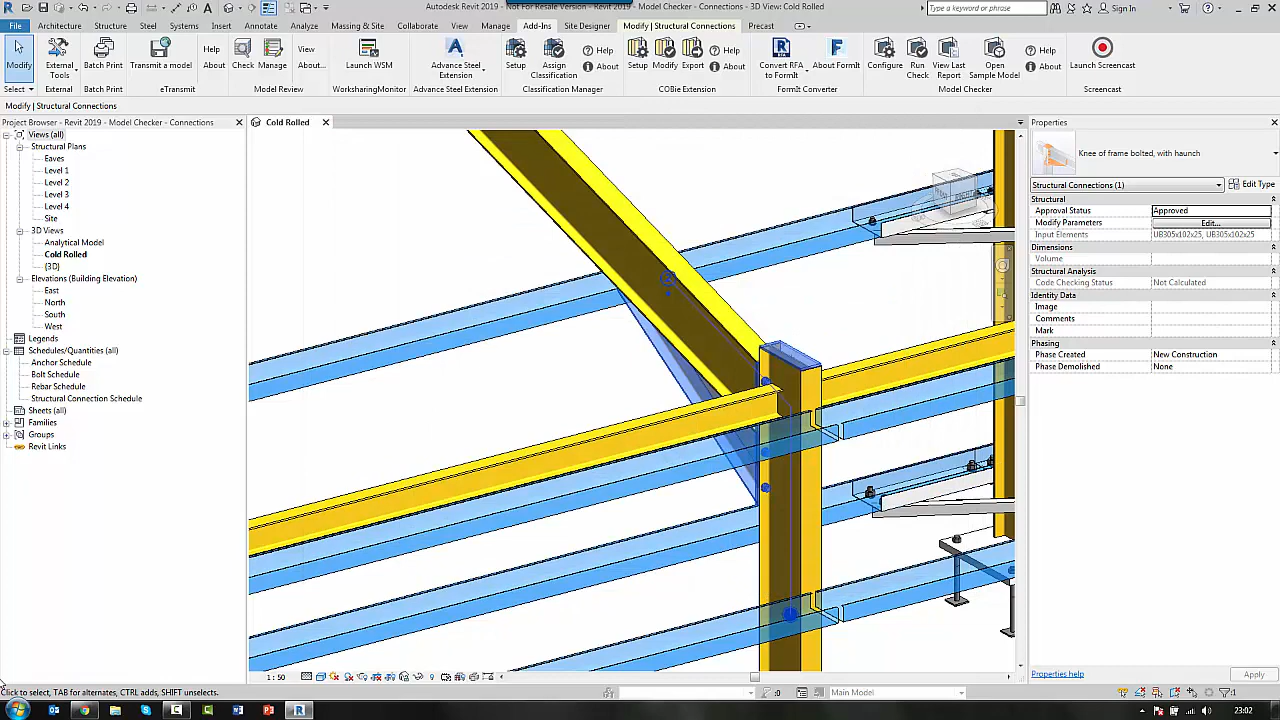 Autodesk Revit 2019 - Not For Resale Version - Model Checker - Connections - 3D View: Cold Rolled
Type a keyword or phrase
Sign In
File Architecture Structure Steel Systems Insert Annotate Analyze Massing & Site Collaborate View Manage Add-Ins Site Designer Modify | Structural Connections Precast
Modify
External Tools
Batch Print
Transmit a model
Help
About
Check
Manage
View
About...
Launch WSM
Advance Steel Extension
Setup
Assign Classification
Help
About
Setup
Modify
Export
Help
About
Convert RFA to FormIt
About FormIt
Configure
Run Check
View Last Report
Open Sample Model
Help
About
Launch Screencast
Select External Batch Print eTransmit Model Review WorksharingMonitor Advance Steel Extension Classification Manager COBie Extension FormIt Converter Model Checker Screencast
Modify | Structural Connections
Project Browser - Revit 2019 - Model Checker - Connections
Views (all)
Structural Plans
Eaves
Level 1
Level 2
Level 3
Level 4
Site
3D Views
Analytical Model
Cold Rolled
{3D}
Elevations (Building Elevation)
East
North
South
West
Legends
Schedules/Quantities (all)
Anchor Schedule
Bolt Schedule
Rebar Schedule
Structural Connection Schedule
Sheets (all)
Families
Groups
Revit Links
Cold Rolled
1 : 50
Properties
Knee of frame bolted, with haunch
Structural Connections (1)
Edit Type
Structural
Approval Status Approved
Modify Parameters Edit...
Input Elements UB305x102x25, UB305x102x25
Dimensions
Volume
Structural Analysis
Code Checking Status Not Calculated
Identity Data
Image
Comments
Mark
Phasing
Phase Created New Construction
Phase Demolished None
Properties help
Apply
Click to select, TAB for alternates, CTRL adds, SHIFT unselects.
:0
Main Model
:1
23:02